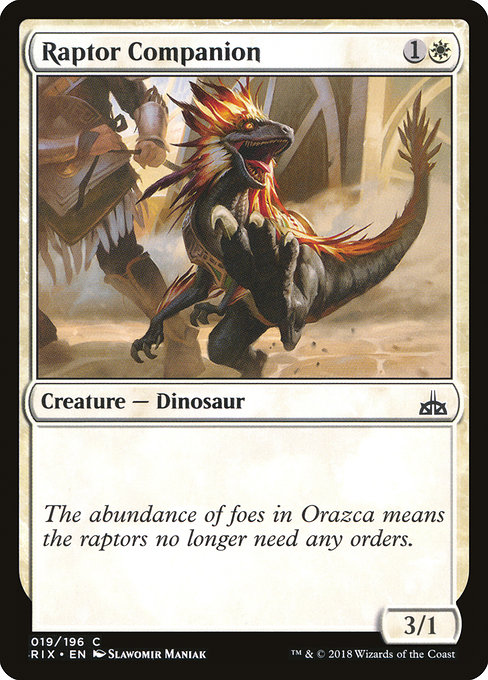 Raptor Companion 1
Creature — Dinosaur
The abundance of foes in Orazca means
the raptors no longer need any orders.
3/1
019/196 C
RIX • EN Slawomir Maniak
™ & © 2018 Wizards of the Coast